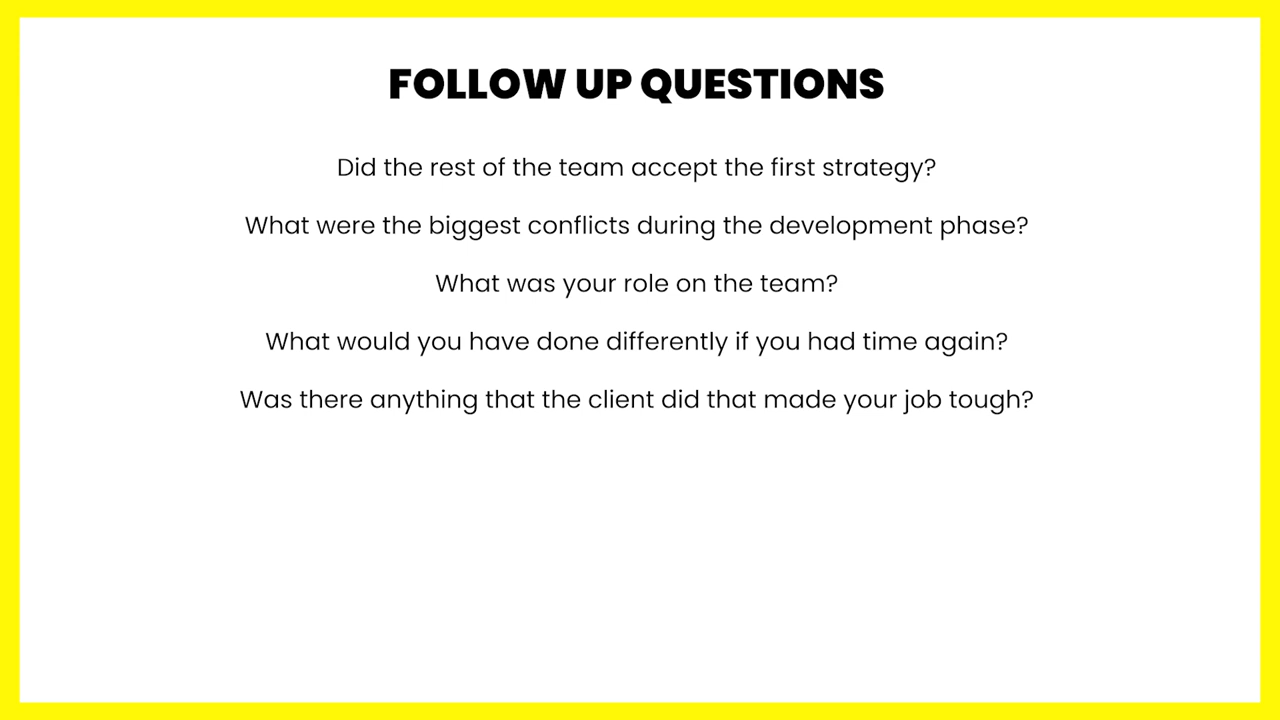 FOLLOW UP QUESTIONS
Did the rest of the team accept the first strategy?
What were the biggest conflicts during the development phase?
What was your role on the team?
What would you have done differently if you had time again?
Was there anything that the client did that made your job tough?